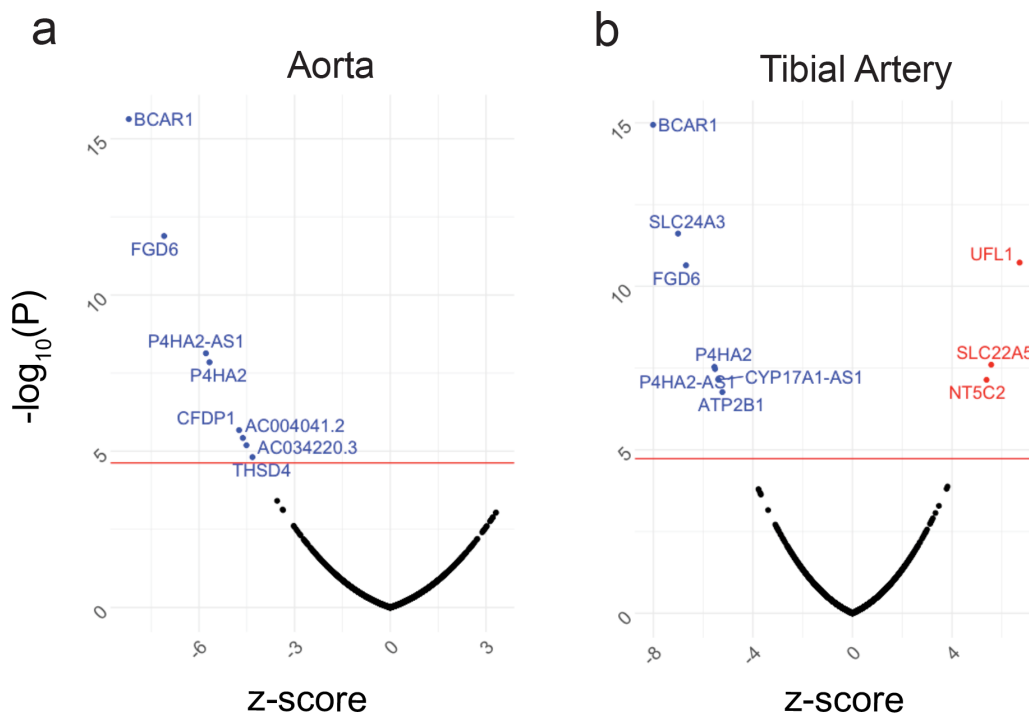 a
Aorta
-log10(P)
15
10
5
0
BCAR1
FGD6
P4HA2-AS1
P4HA2
CFDP1
AC004041.2
AC034220.3
THSD4
-6
-3
0
3
z-score
b
Tibial Artery
15
10
5
0
BCAR1
SLC24A3
UFL1
FGD6
P4HA2
SLC22A5
P4HA2-AS1
CYP17A1-AS1
NT5C2
ATP2B1
-8
-4
0
4
z-score